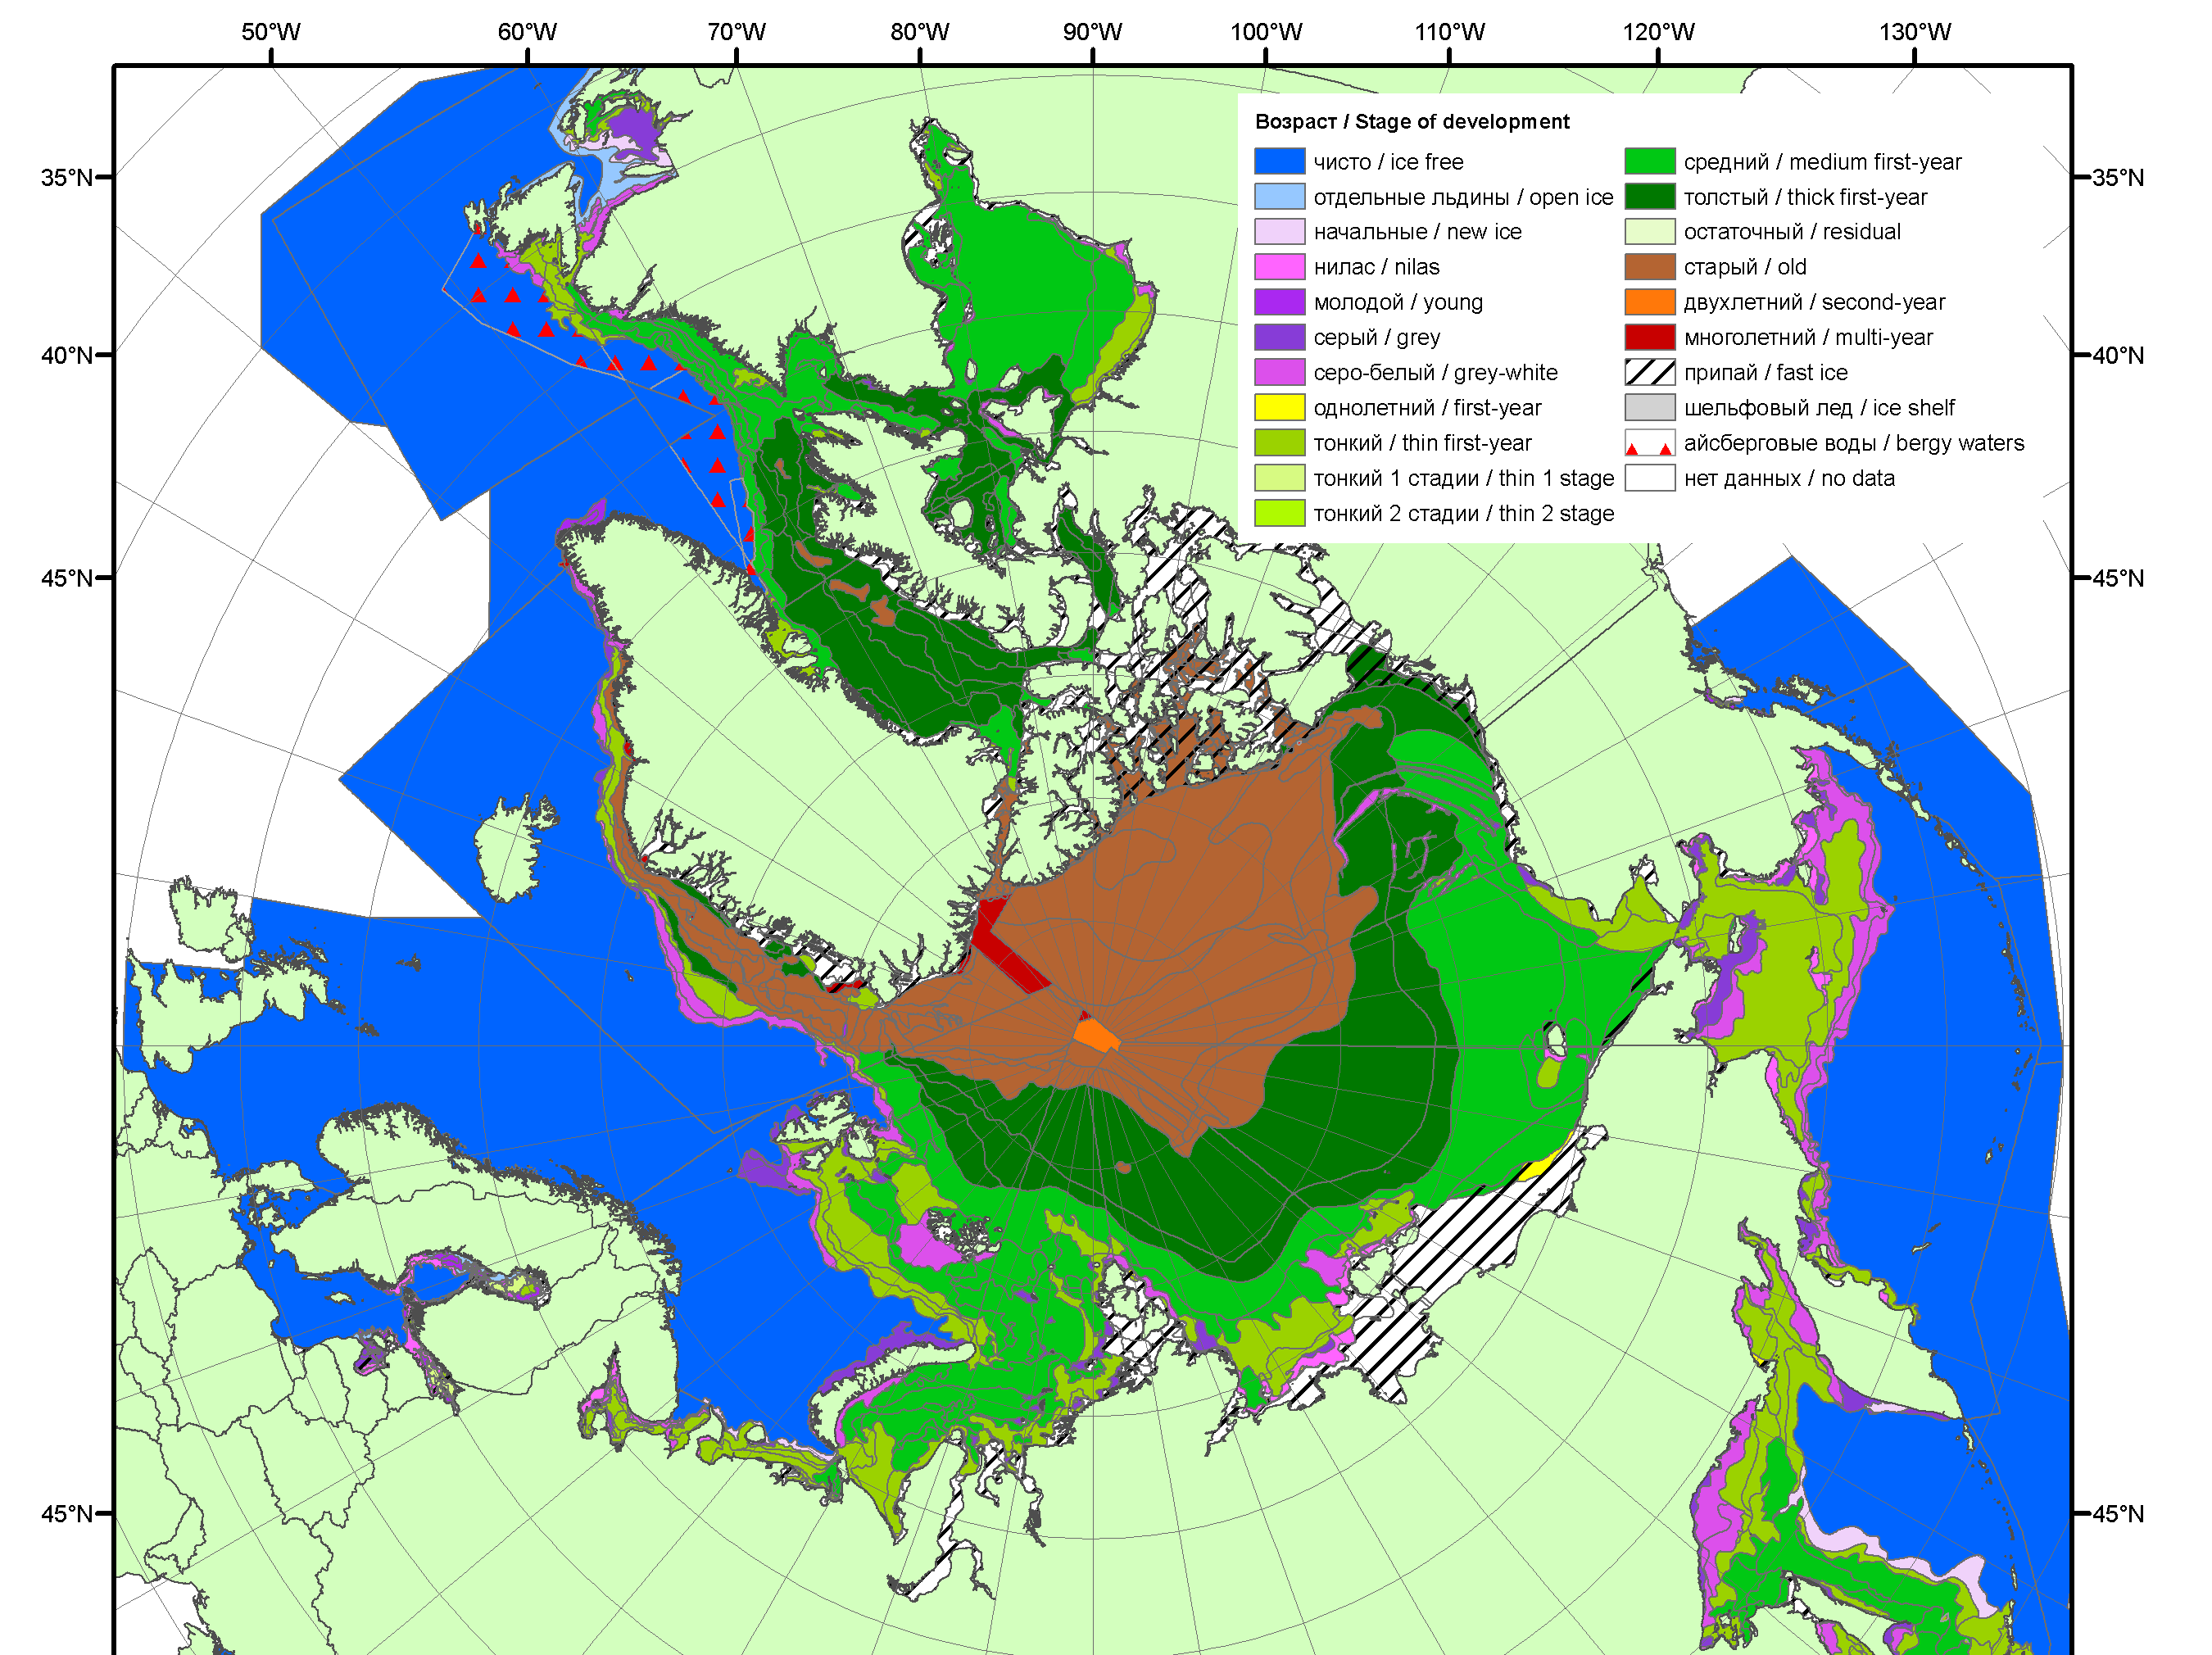 50°W 60°W 70°W 80°W 90°W 100°W 110°W 120°W 130°W
Возраст / Stage of development
чисто / ice free
отдельные льдины / open ice
начальные / new ice
нилас / nilas
молодой / young
серый / grey
серо-белый / grey-white
однолетний / first-year
тонкий / thin first-year
тонкий 1 стадии / thin 1 stage
тонкий 2 стадии / thin 2 stage
средний / medium first-year
толстый / thick first-year
остаточный / residual
старый / old
двухлетний / second-year
многолетний / multi-year
припай / fast ice
шельфовый лед / ice shelf
айсберговые воды / bergy waters
нет данных / no data
35°N 35°N
40°N 40°N
45°N 45°N
45°N 45°N